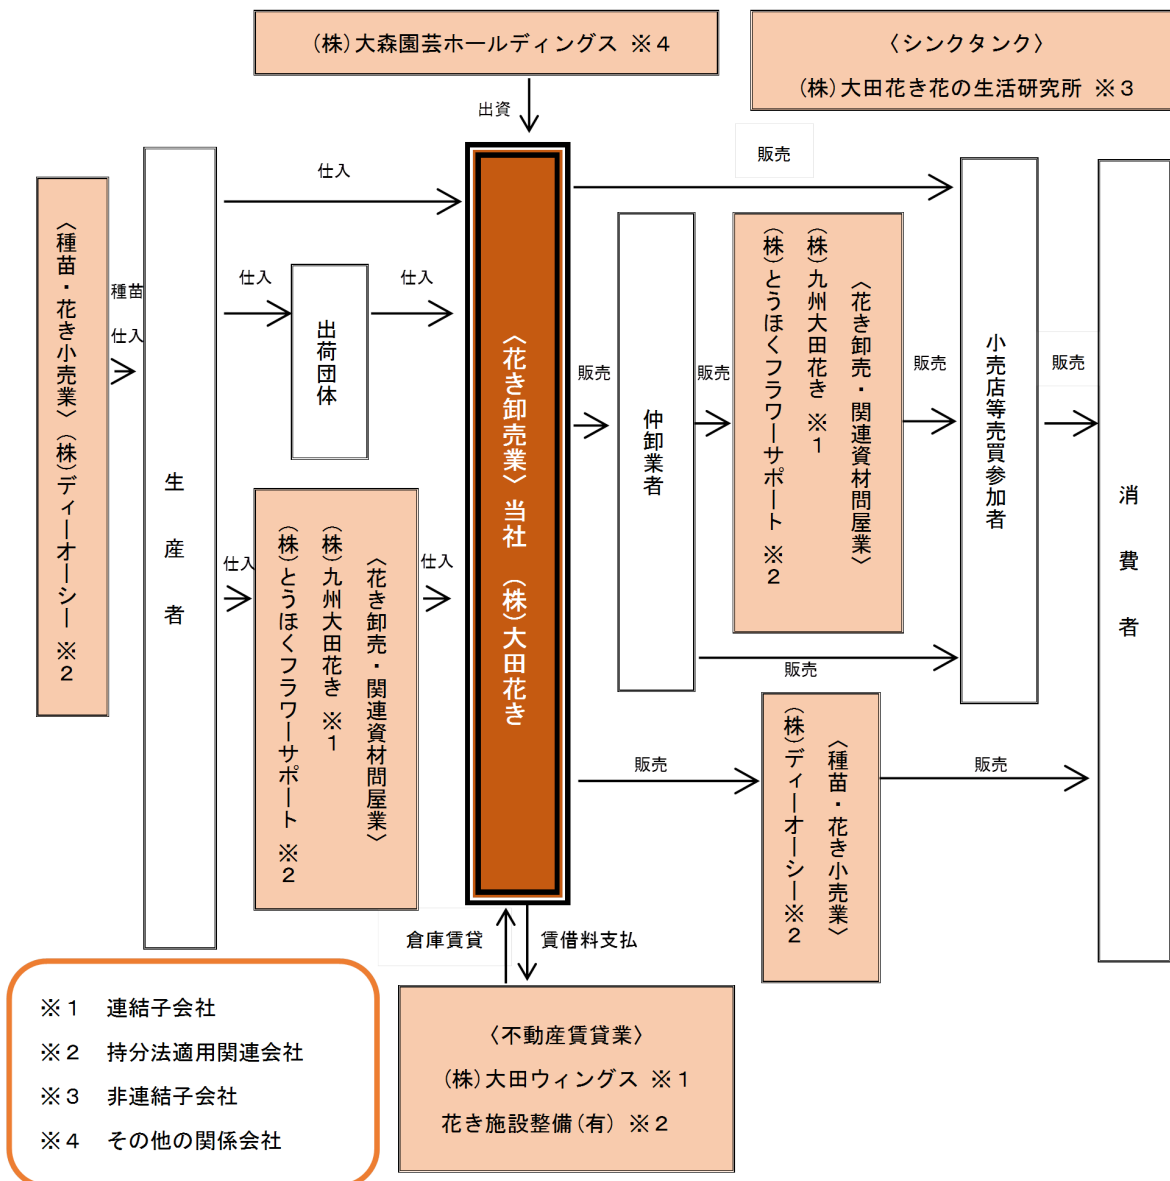 (株)大森園芸ホールディングス ※４
〈シンクタンク〉
(株)大田花き花の生活研究所 ※３
出資
〈種苗・花き小売業〉(株)ディーオーシー ※２
種苗
仕入
生産者
仕入
仕入
出荷団体
仕入
仕入
〈花き卸売・関連資材問屋業〉
(株)九州大田花き ※１
(株)とうほくフラワーサポート ※２
仕入
〈花き卸売業〉当社 (株)大田花き
販売
販売
仲卸業者
販売
〈花き卸売・関連資材問屋業〉
(株)九州大田花き ※１
(株)とうほくフラワーサポート ※２
販売
販売
小売店等売買参加者
販売
消費者
販売
〈種苗・花き小売業〉
(株)ディーオーシー※２
販売
倉庫賃貸
賃借料支払
〈不動産賃貸業〉
(株)大田ウィングス ※１
花き施設整備(有) ※２
※１ 連結子会社
※２ 持分法適用関連会社
※３ 非連結子会社
※４ その他の関係会社